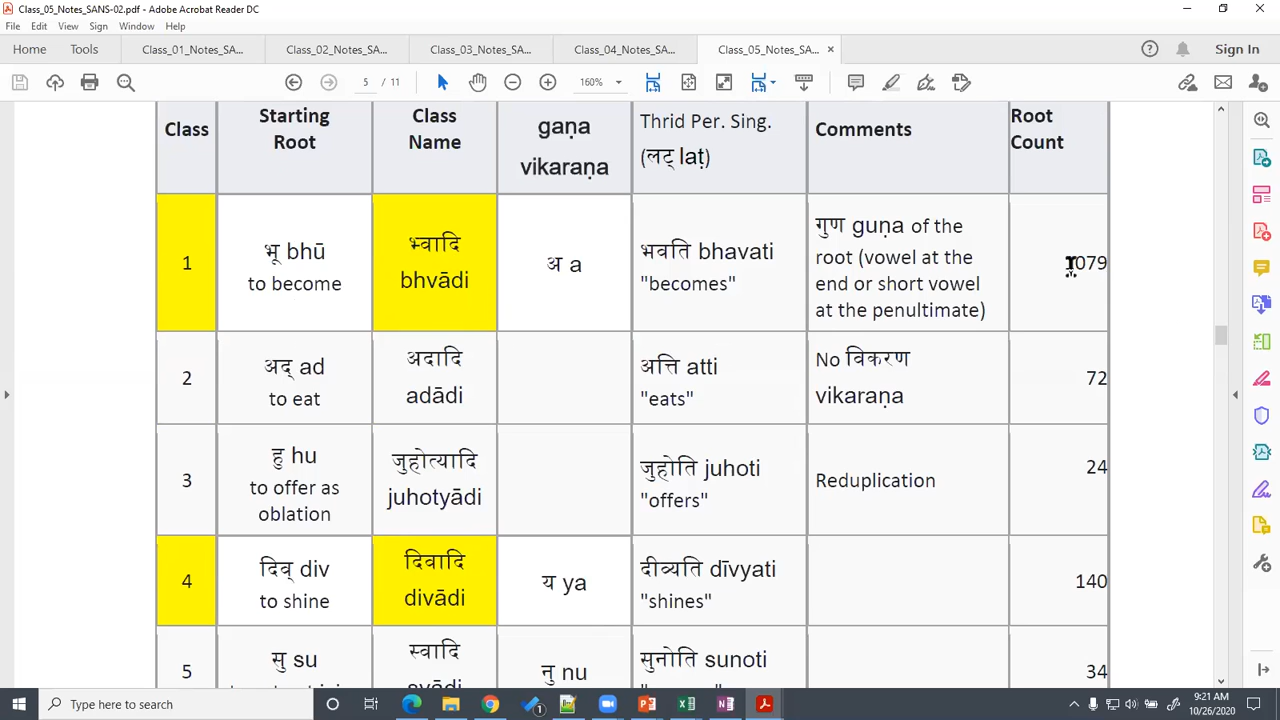 Class_05_Notes_SANS-02.pdf - Adobe Acrobat Reader DC
File Edit View Sign Window Help
Home Tools Class_01_Notes_SA... Class_02_Notes_SA... Class_03_Notes_SA... Class_04_Notes_SA... Class_05_Notes_SA... × ? Sign In
5 / 11 160%
Class
Starting
Root
Class
Name
gaṇa
vikaraṇa
Thrid Per. Sing.
(लट् laṭ)
Comments
Root
Count
1
भू bhū
to become
भ्वादि
bhvādi
अ a
भवति bhavati
"becomes"
गुण guṇa of the
root (vowel at the
end or short vowel
at the penultimate)
1079
2
अद् ad
to eat
अदादि
adādi
अत्ति atti
"eats"
No विकरण
vikaraṇa
72
3
हु hu
to offer as
oblation
जुहोत्यादि
juhotyādi
जुहोति juhoti
"offers"
Reduplication
24
4
दिव् div
to shine
दिवादि
divādi
य ya
दीव्यति dīvyati
"shines"
140
5
सु su
स्वादि
नु nu
सुनोति sunoti
34
Type here to search
9:21 AM
10/26/2020